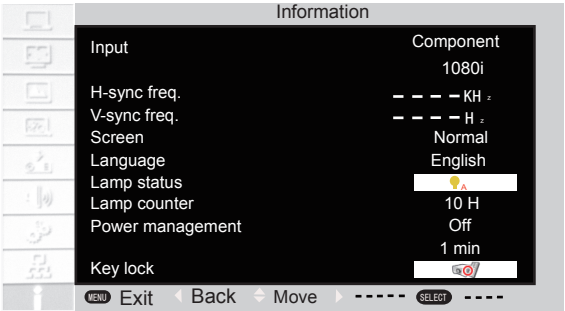 Information
Input Component
1080i
H-sync freq. – – – – KHz
V-sync freq. – – – – Hz
Screen Normal
Language English
Lamp status A
Lamp counter 10 H
Power management Off
1 min
Key lock
MENU Exit Back Move ----- SELECT ----